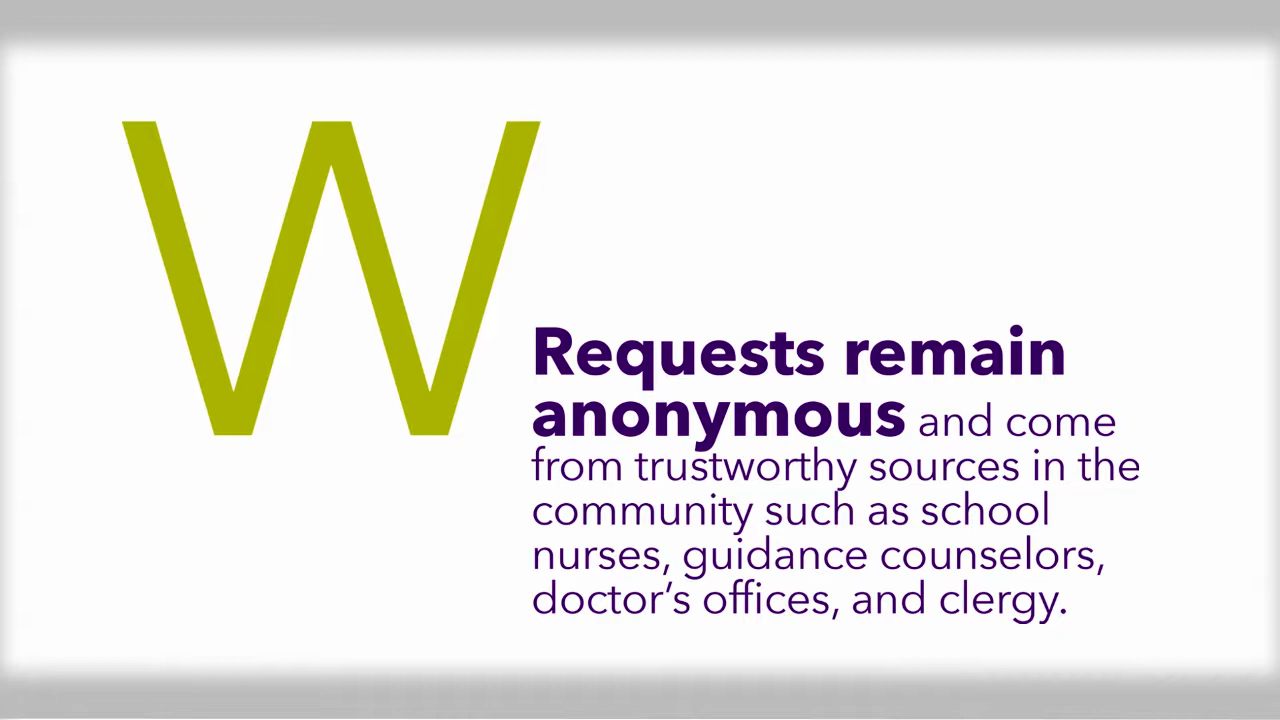 W
Requests remain
anonymous and come
from trustworthy sources in the
community such as school
nurses, guidance counselors,
doctor’s offices, and clergy.